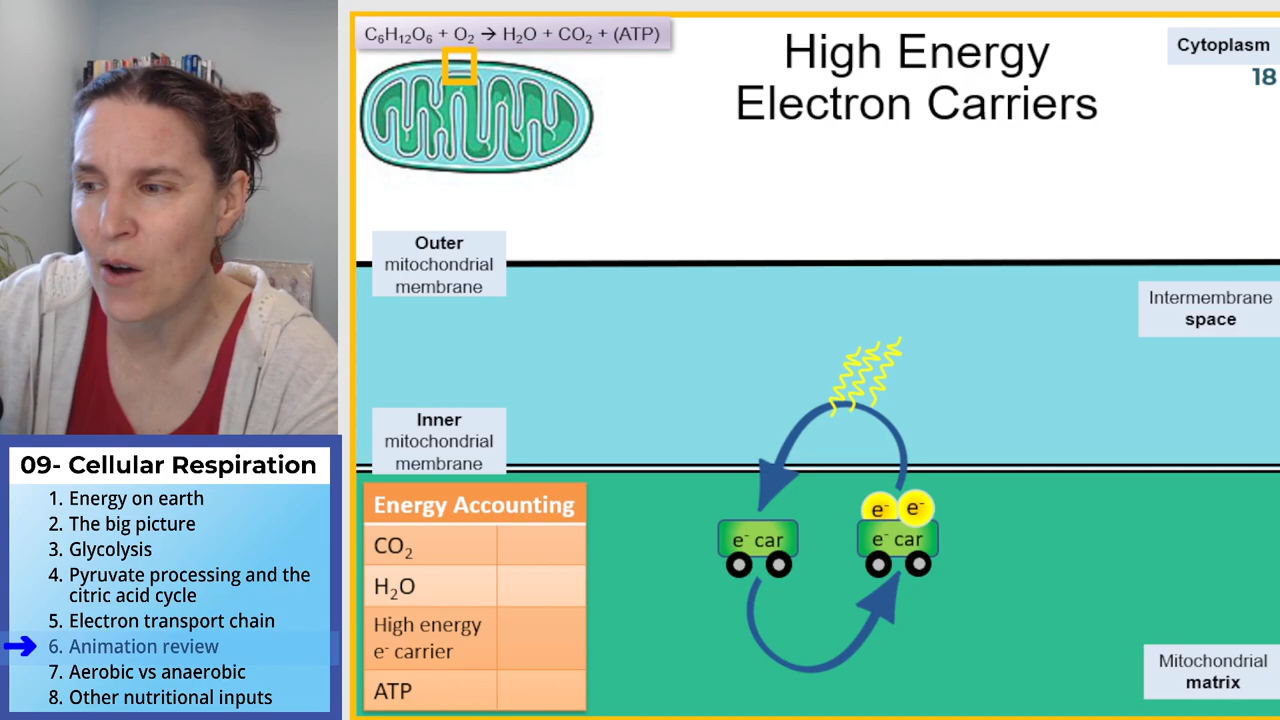 C₆H₁₂O₆ + O₂ → H₂O + CO₂ + (ATP)
High Energy
Electron Carriers
Cytoplasm
18
Outer
mitochondrial
membrane
Intermembrane
space
Inner
mitochondrial
membrane
Energy Accounting
CO₂
H₂O
High energy
e⁻ carrier
ATP
e⁻ car
e⁻ e⁻
e⁻ car
Mitochondrial
matrix
09- Cellular Respiration
1. Energy on earth
2. The big picture
3. Glycolysis
4. Pyruvate processing and the
citric acid cycle
5. Electron transport chain
6. Animation review
7. Aerobic vs anaerobic
8. Other nutritional inputs